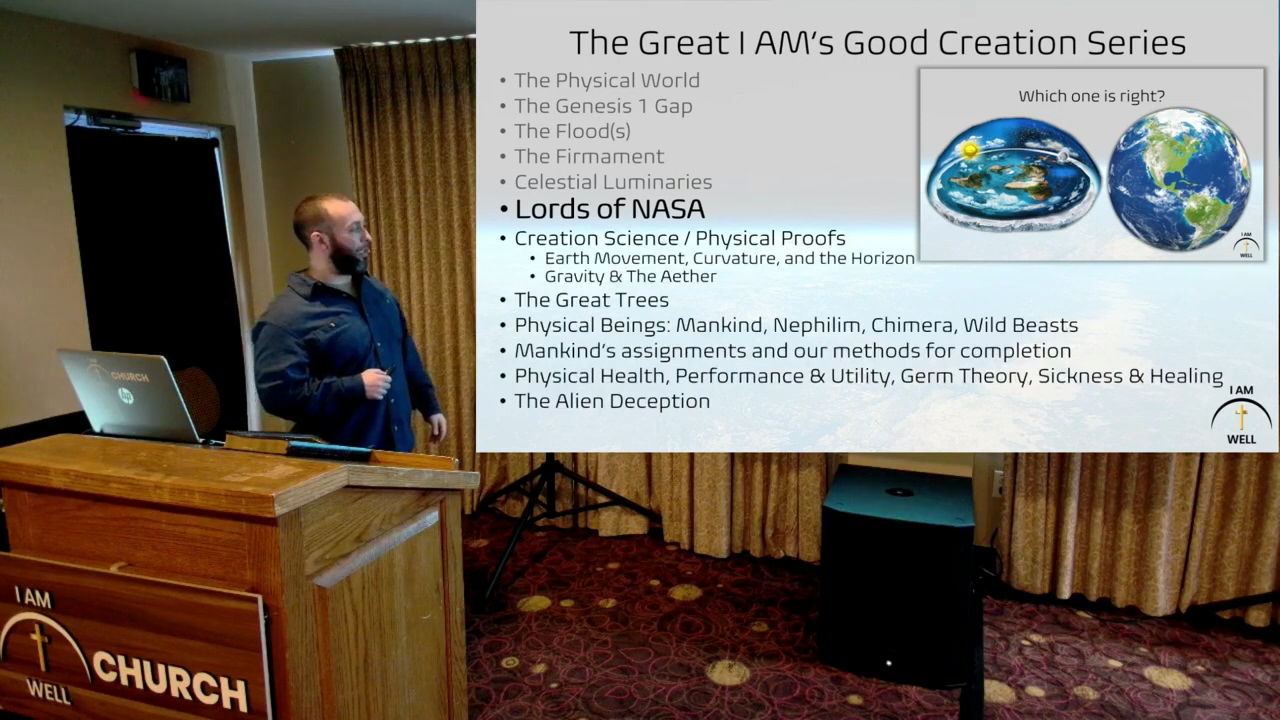 The Great I AM's Good Creation Series
• The Physical World
• The Genesis 1 Gap
• The Flood(s)
• The Firmament
• Celestial Luminaries
• Lords of NASA
• Creation Science / Physical Proofs
• Earth Movement, Curvature, and the Horizon
• Gravity & The Aether
• The Great Trees
• Physical Beings: Mankind, Nephilim, Chimera, Wild Beasts
• Mankind's assignments and our methods for completion
• Physical Health, Performance & Utility, Germ Theory, Sickness & Healing
• The Alien Deception
Which one is right?
I AM
WELL
I AM
WELL
CHURCH
hp
I AM
CHURCH
WELL